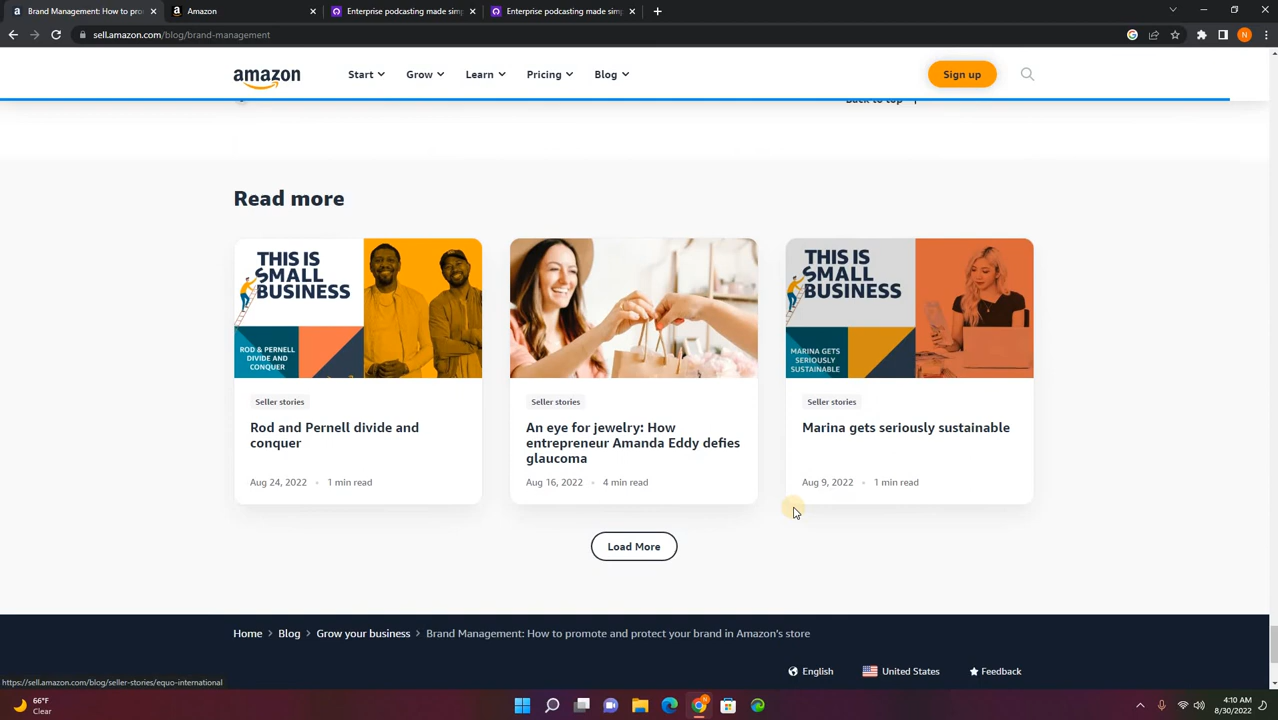 Brand Management: How to pro
Amazon
Enterprise podcasting made sim
Enterprise podcasting made sim
sell.amazon.com/blog/brand-management
N
amazon
Start
Grow
Learn
Pricing
Blog
Sign up
Back to top
Read more
THIS IS
SMALL
BUSINESS
ROD & PERNELL
DIVIDE AND
CONQUER
THIS IS
SMALL
BUSINESS
MARINA GETS
SERIOUSLY
SUSTAINABLE
Seller stories
Rod and Pernell divide and
conquer
Aug 24, 2022 • 1 min read
Seller stories
An eye for jewelry: How
entrepreneur Amanda Eddy defies
glaucoma
Aug 16, 2022 • 4 min read
Seller stories
Marina gets seriously sustainable
Aug 9, 2022 • 1 min read
Load More
Home > Blog > Grow your business > Brand Management: How to promote and protect your brand in Amazon's store
English
United States
Feedback
https://sell.amazon.com/blog/seller-stories/equo-international
66°F
Clear
4:10 AM
8/30/2022